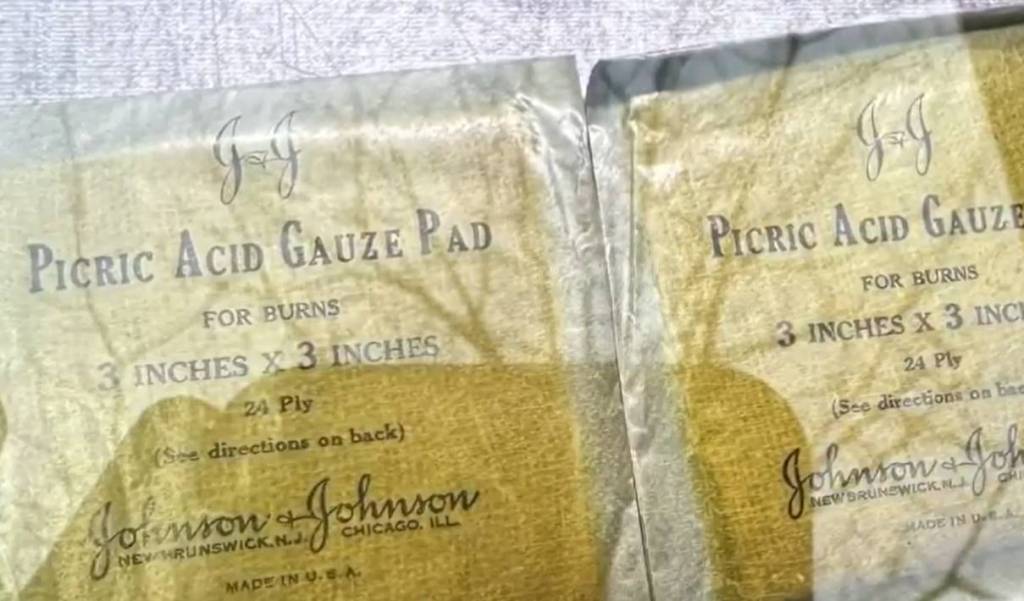 J&J
PICRIC ACID GAUZE PAD
FOR BURNS
3 INCHES X 3 INCHES
24 Ply
(See directions on back)
Johnson & Johnson
NEW BRUNSWICK, N.J. CHICAGO, ILL.
MADE IN U.S.A.
J&J
PICRIC ACID GAUZE
FOR BURNS
3 INCHES X 3
24 Ply
(See directions on
Johnson &
NEW BRUNSWICK, N.J.
MADE IN U.S.A.